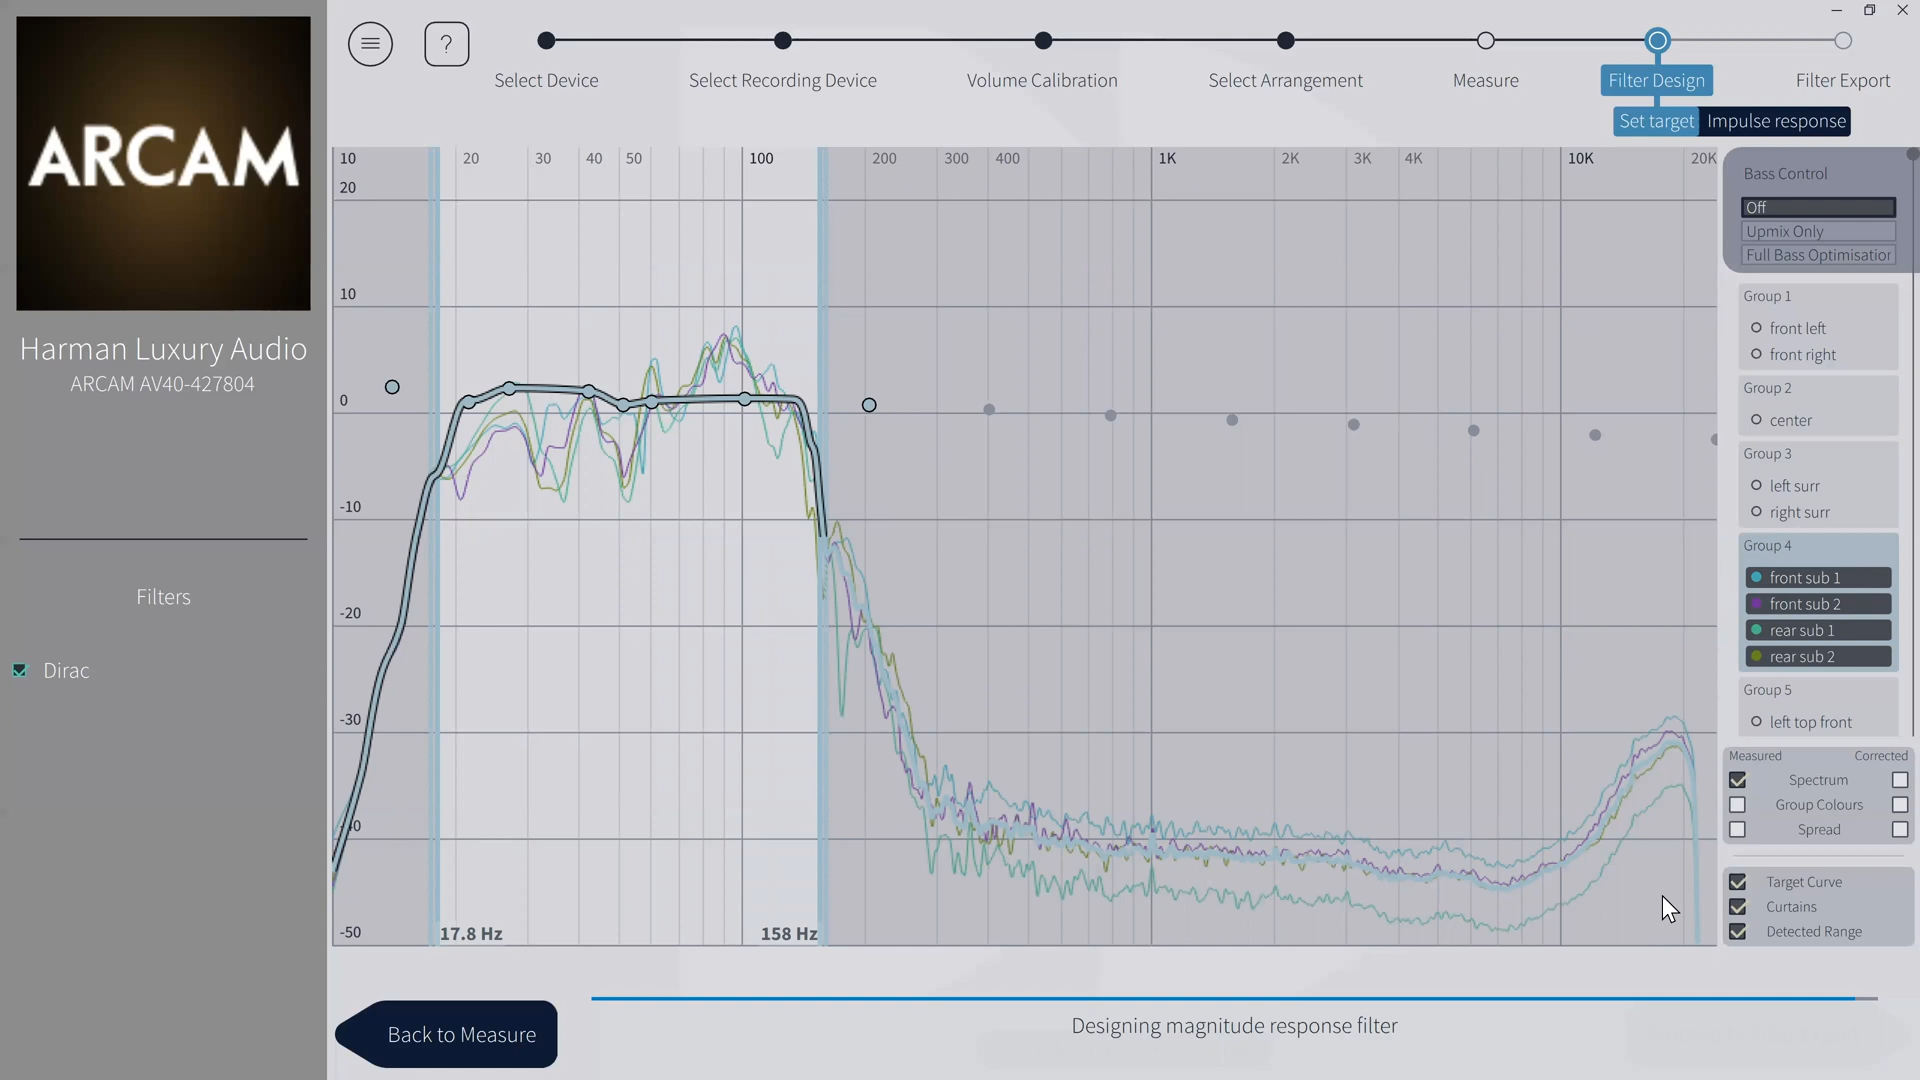 ARCAM
Harman Luxury Audio
ARCAM AV40-427804
Filters
Dirac
?
Select Device
Select Recording Device
Volume Calibration
Select Arrangement
Measure
Filter Design
Filter Export
Set target
Impulse response
10 20 30 40 50 100 200 300 400 1K 2K 3K 4K 10K 20K
20
10
0
-10
-20
-30
-40
-50
17.8 Hz
158 Hz
Bass Control
Off
Upmix Only
Full Bass Optimisation
Group 1
front left
front right
Group 2
center
Group 3
left surr
right surr
Group 4
front sub 1
front sub 2
rear sub 1
rear sub 2
Group 5
left top front
Measured Corrected
Spectrum
Group Colours
Spread
Target Curve
Curtains
Detected Range
Back to Measure
Designing magnitude response filter